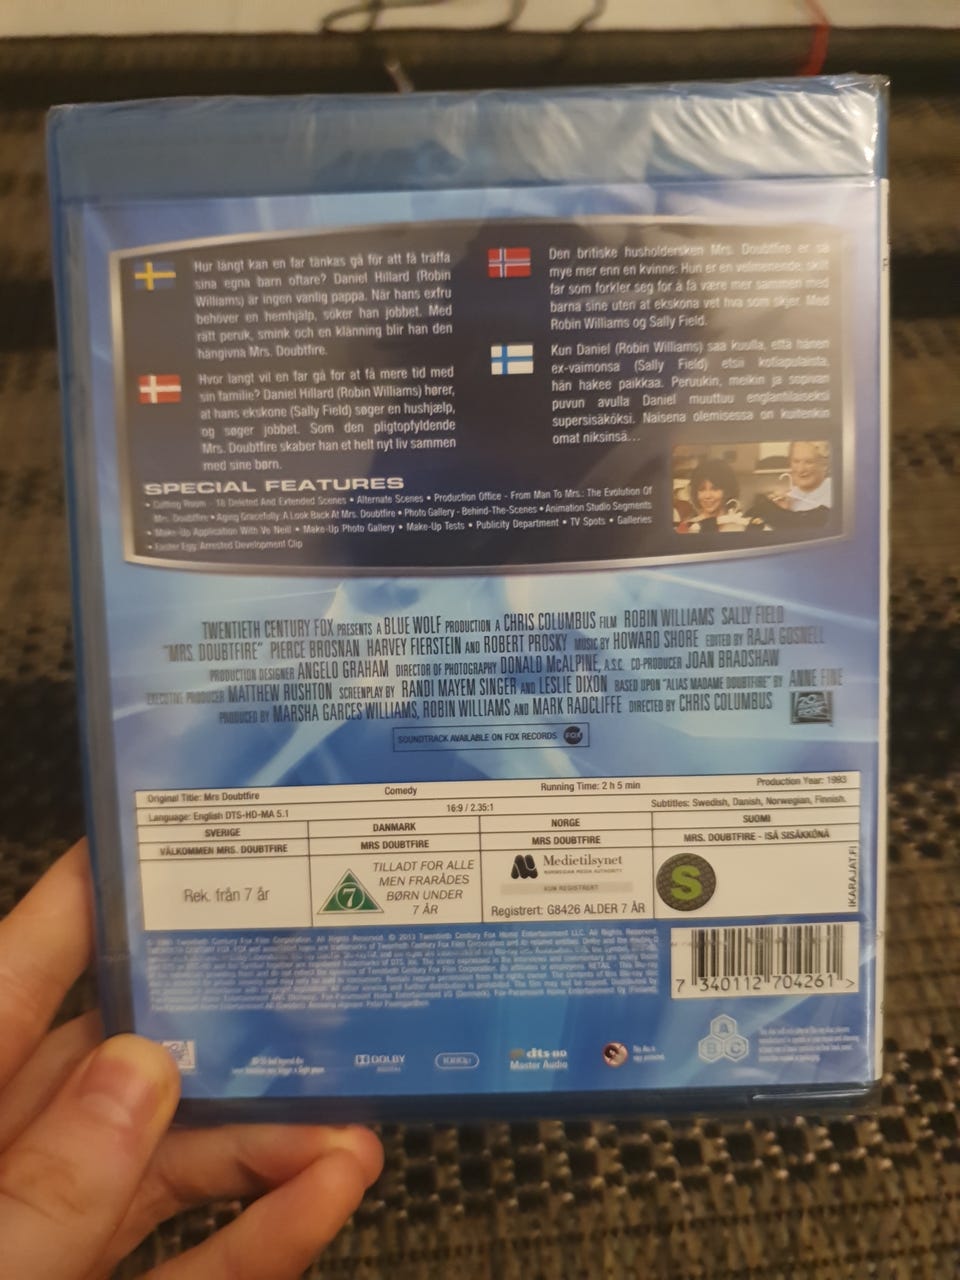 Hur långt kan en far tänkas gå för att få träffa
sina egna barn oftare? Daniel Hillard (Robin
Williams) är ingen vanlig pappa. När hans exfru
behöver en hemhjälp, söker han jobbet. Med
rätt peruk, smink och en klänning blir han den
hängivna Mrs. Doubtfire.
Hvor langt vil en far gå for at få mere tid med
sin familie? Daniel Hillard (Robin Williams) hører,
at hans ekskone (Sally Field) søger en hushjælp,
og søger jobbet. Som den pligtopfyldende
Mrs. Doubtfire skaber han et helt nyt liv sammen
med sine børn.
Den britiske husholdersken Mrs. Doubtfire er så
mye mer enn en kvinne: Hun er en velmenende, skilt
far som forkler seg for å få være mer sammen med
barna sine uten at ekskona vet hva som skjer. Med
Robin Williams og Sally Field.
Kun Daniel (Robin Williams) saa kuulla, että hänen
ex-vaimonsa (Sally Field) etsii kotiapulaista,
hän hakee paikkaa. Peruukin, meikin ja sopivan
puvun avulla Daniel muuttuu englantilaiseksi
supersisäköksi. Naisena olemisessa on kuitenkin
omat niksinsä...
SPECIAL FEATURES
• Cutting Room - 18 Deleted And Extended Scenes • Alternate Scenes • Production Office - From Man To Mrs.: The Evolution Of
Mrs. Doubtfire • Aging Gracefully: A Look Back At Mrs. Doubtfire • Photo Gallery - Behind-The-Scenes • Animation Studio Segments
• Make-Up Application With Ve Neill • Make-Up Photo Gallery • Make-Up Tests • Publicity Department • TV Spots • Galleries
• Easter Egg: Arrested Development Clip
TWENTIETH CENTURY FOX PRESENTS A BLUE WOLF PRODUCTION A CHRIS COLUMBUS FILM ROBIN WILLIAMS SALLY FIELD
"MRS. DOUBTFIRE" PIERCE BROSNAN HARVEY FIERSTEIN AND ROBERT PROSKY MUSIC BY HOWARD SHORE EDITED BY RAJA GOSNELL
PRODUCTION DESIGNER ANGELO GRAHAM DIRECTOR OF PHOTOGRAPHY DONALD McALPINE, A.S.C. CO-PRODUCER JOAN BRADSHAW
EXECUTIVE PRODUCER MATTHEW RUSHTON SCREENPLAY BY RANDI MAYEM SINGER AND LESLIE DIXON BASED UPON "ALIAS MADAME DOUBTFIRE" BY ANNE FINE
PRODUCED BY MARSHA GARCES WILLIAMS, ROBIN WILLIAMS AND MARK RADCLIFFE DIRECTED BY CHRIS COLUMBUS
SOUNDTRACK AVAILABLE ON FOX RECORDS FOX
Original Title: Mrs Doubtfire Comedy Running Time: 2 h 5 min Production Year: 1993
Language: English DTS-HD-MA 5.1 16:9 / 2.35:1 Subtitles: Swedish, Danish, Norwegian, Finnish.
SVERIGE DANMARK NORGE SUOMI
VÄLKOMMEN MRS. DOUBTFIRE MRS DOUBTFIRE MRS DOUBTFIRE MRS. DOUBTFIRE - ISÄ SISÄKKÖNÄ
Rek. från 7 år
7
TILLADT FOR ALLE
MEN FRARÅDES
BØRN UNDER
7 ÅR
Medietilsynet
NORWEGIAN MEDIA AUTHORITY
KUN REGISTRERT
Registrert: G8426 ALDER 7 ÅR
S
IKARAJAT.FI
7 340112 704261 >
DOLBY
DIGITAL
1080p
dts-HD
Master Audio
A
B C